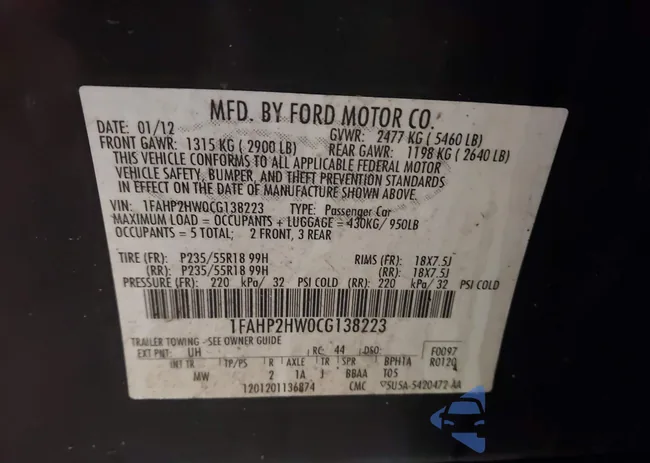 MFD. BY FORD MOTOR CO.
DATE: 01/12 GVWR: 2477 KG ( 5460 LB)
FRONT GAWR: 1315 KG ( 2900 LB) REAR GAWR: 1198 KG ( 2640 LB)
THIS VEHICLE CONFORMS TO ALL APPLICABLE FEDERAL MOTOR
VEHICLE SAFETY, BUMPER, AND THEFT PREVENTION STANDARDS
IN EFFECT ON THE DATE OF MANUFACTURE SHOWN ABOVE.
VIN: 1FAHP2HW0CG138223 TYPE: Passenger Car
MAXIMUM LOAD = OCCUPANTS + LUGGAGE = 430KG/ 950LB
OCCUPANTS = 5 TOTAL; 2 FRONT, 3 REAR
TIRE (FR): P235/55R18 99H RIMS (FR): 18X7.5J
(RR): P235/55R18 99H (RR): 18X7.5J
PRESSURE (FR): 220 kPa/ 32 PSI COLD (RR): 220 kPa/ 32 PSI COLD
1FAHP2HW0CG138223
TRAILER TOWING -SEE OWNER GUIDE
EXT PNT: UH RC: 44 DSO: F0097
R0120
INT TR TP/PS R AXLE TR SPR BPHTA
MW 2 1A J BBAA T05
1201201136874 CMC ▽5U5A-5420472-AA